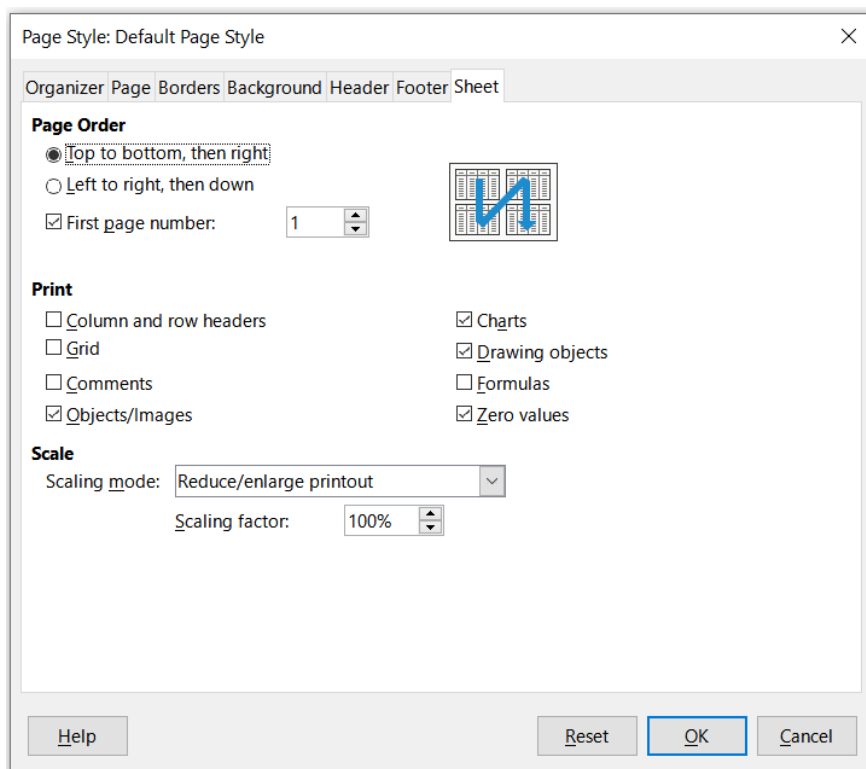 Page Style: Default Page Style
Organizer Page Borders Background Header Footer Sheet
Page Order
Top to bottom, then right
Left to right, then down
First page number: 1
Print
Column and row headers
Charts
Grid
Drawing objects
Comments
Formulas
Objects/Images
Zero values
Scale
Scaling mode: Reduce/enlarge printout
Scaling factor: 100%
Help Reset OK Cancel